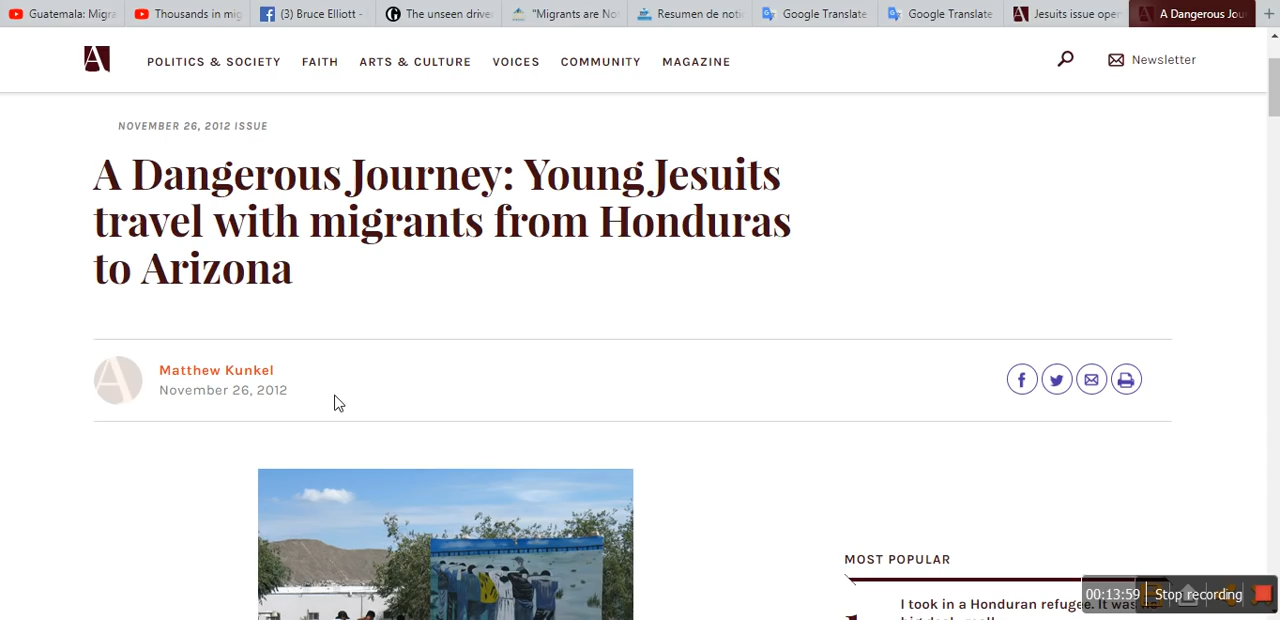 Guatemala: Migra
Thousands in mig
(3) Bruce Elliott -
The unseen drive
"Migrants are No
Resumen de noti
Google Translate
Google Translate
Jesuits issue ope
A Dangerous Jou
A
POLITICS & SOCIETY
FAITH
ARTS & CULTURE
VOICES
COMMUNITY
MAGAZINE
Newsletter
NOVEMBER 26, 2012 ISSUE
A Dangerous Journey: Young Jesuits
travel with migrants from Honduras
to Arizona
Matthew Kunkel
November 26, 2012
MOST POPULAR
I took in a Honduran refugee. It was
00:13:59
Stop recording